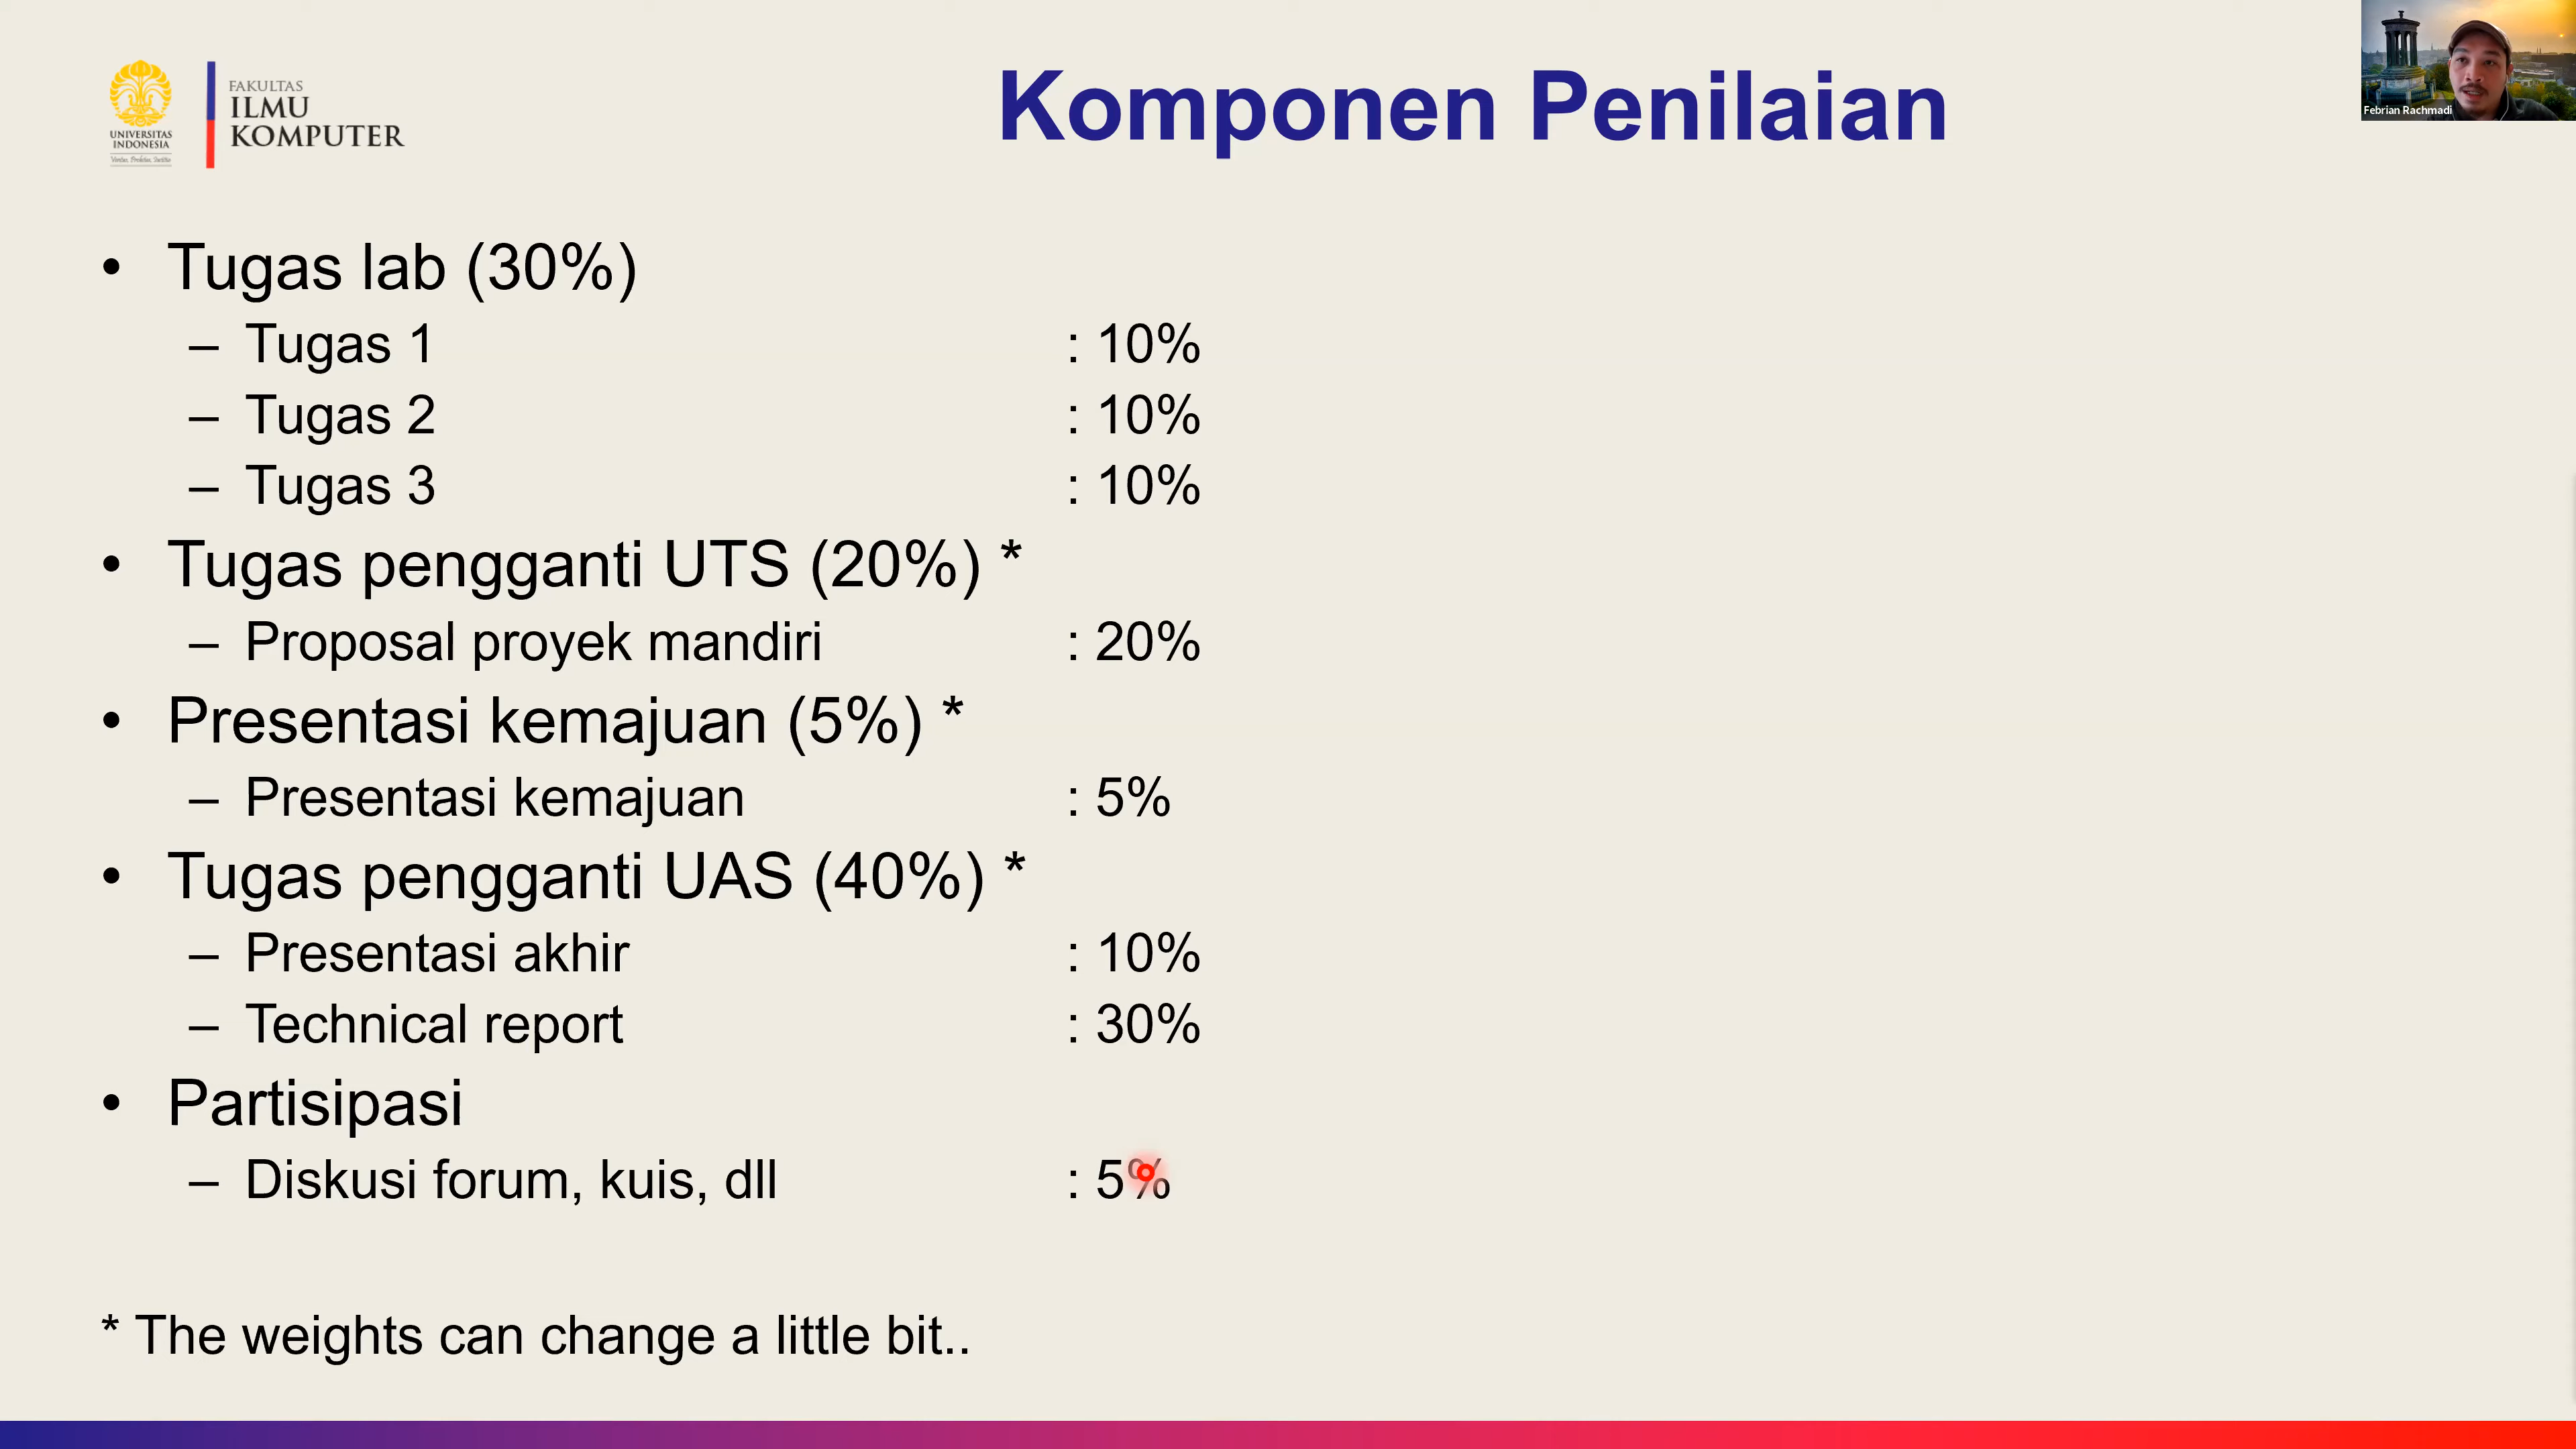 UNIVERSITAS
INDONESIA
Veritas, Probitas, Iustitia
FAKULTAS
ILMU
KOMPUTER
Komponen Penilaian
Febrian Rachmadi
• Tugas lab (30%)
– Tugas 1 : 10%
– Tugas 2 : 10%
– Tugas 3 : 10%
• Tugas pengganti UTS (20%) *
– Proposal proyek mandiri : 20%
• Presentasi kemajuan (5%) *
– Presentasi kemajuan : 5%
• Tugas pengganti UAS (40%) *
– Presentasi akhir : 10%
– Technical report : 30%
• Partisipasi
– Diskusi forum, kuis, dll : 5%
* The weights can change a little bit..